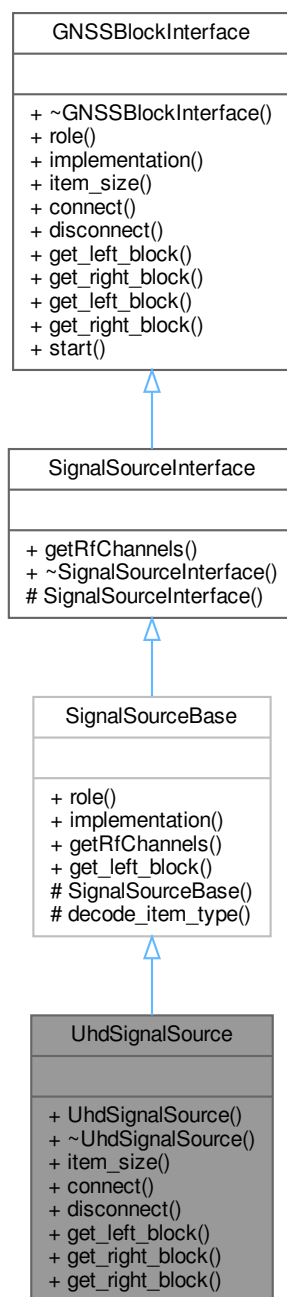 GNSSBlockInterface
+ ~GNSSBlockInterface()
+ role()
+ implementation()
+ item_size()
+ connect()
+ disconnect()
+ get_left_block()
+ get_right_block()
+ get_left_block()
+ get_right_block()
+ start()
SignalSourceInterface
+ getRfChannels()
+ ~SignalSourceInterface()
# SignalSourceInterface()
SignalSourceBase
+ role()
+ implementation()
+ getRfChannels()
+ get_left_block()
# SignalSourceBase()
# decode_item_type()
UhdSignalSource
+ UhdSignalSource()
+ ~UhdSignalSource()
+ item_size()
+ connect()
+ disconnect()
+ get_left_block()
+ get_right_block()
+ get_right_block()